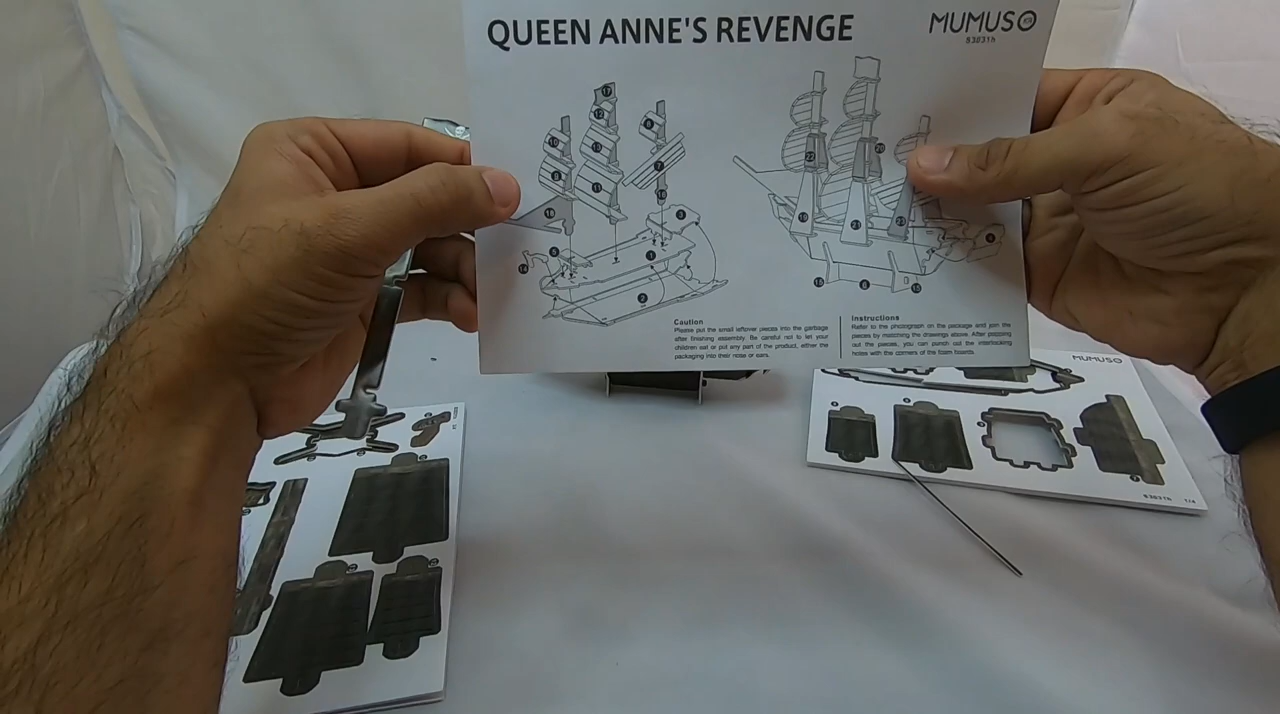 QUEEN ANNE'S REVENGE
MUMUSO
S3031h
Caution
Please put the small leftover pieces into the garbage
after finishing assembly. Be careful not to let your
children eat or put any part of the product, either the
packaging into their nose or ears.
Instructions
Refer to the photograph on the package and join the
pieces by matching the drawings above. After popping
out the pieces, you can punch out the interlocking
holes with the corners of the foam boards.
MUMUSO
S3031h 1/4